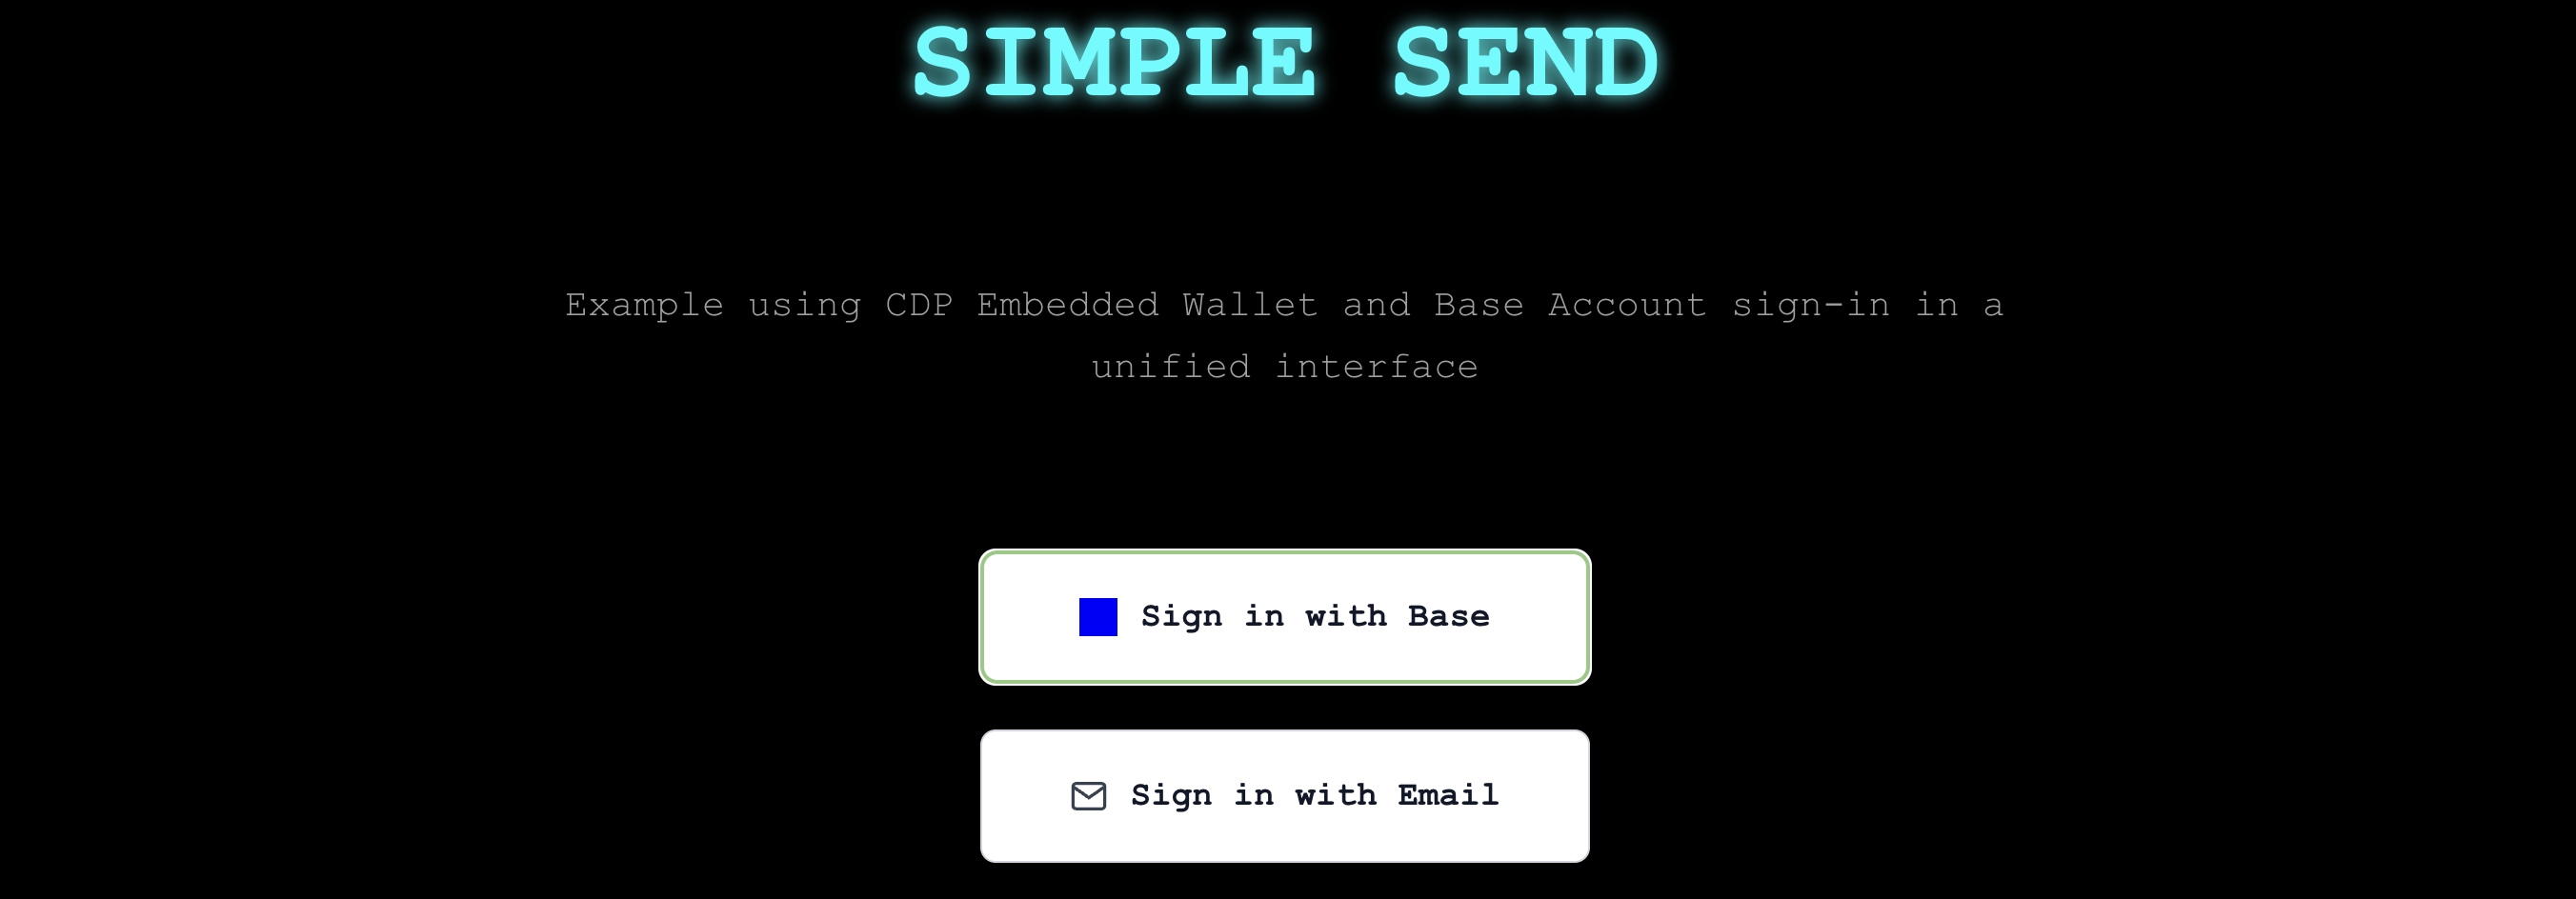 SIMPLE SEND
Example using CDP Embedded Wallet and Base Account sign-in in a
unified interface
Sign in with Base
Sign in with Email